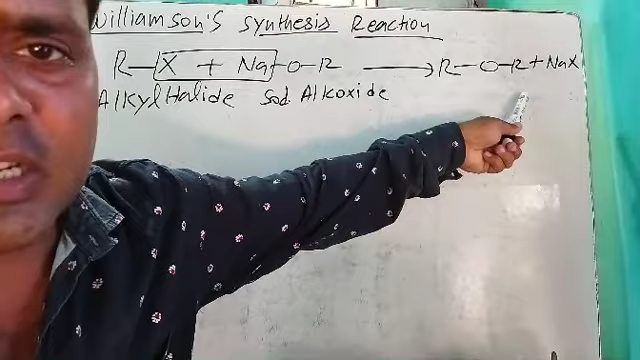 Williamson's Synthesis Reaction
R-X + Na-O-R → R-O-R + NaX
Alkyl Halide Sod. Alkoxide